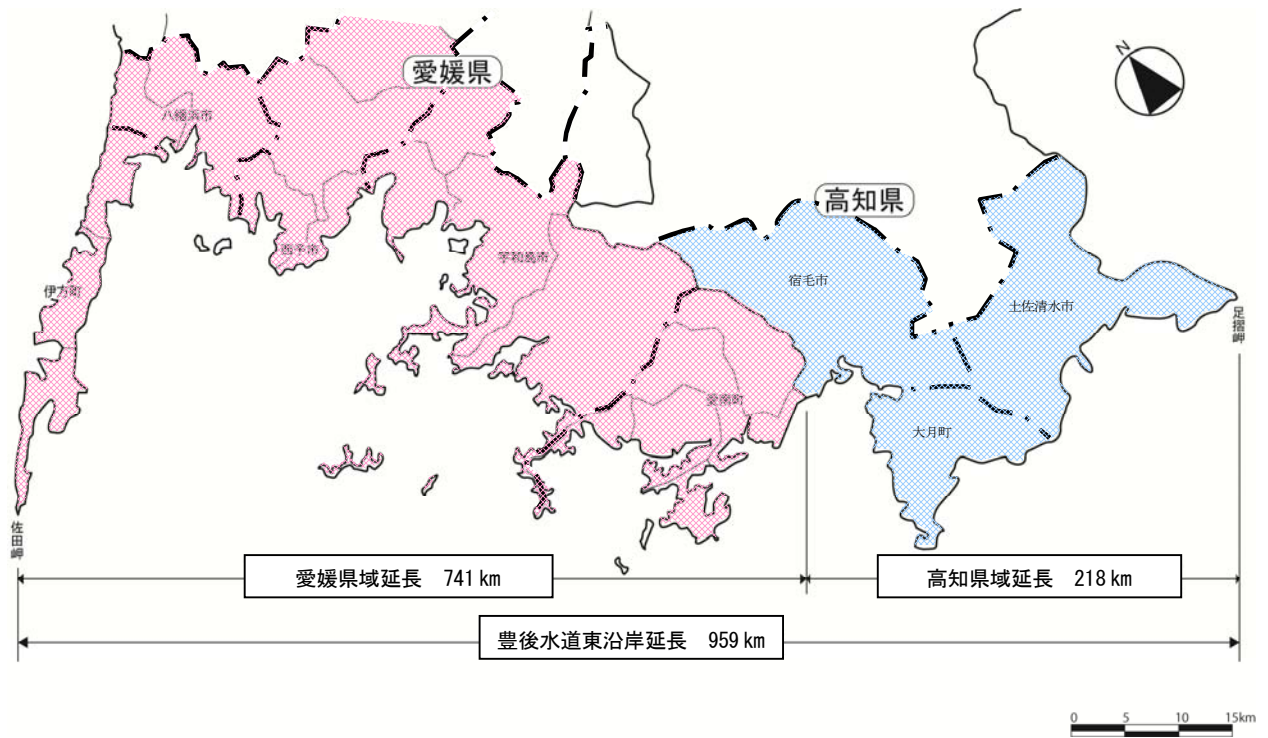 愛媛県
N
八幡浜市
高知県
西予市
宇和島市
宿毛市
伊方町
土佐清水市
足摺岬
愛南町
大月町
佐田岬
愛媛県域延長 741 km
高知県域延長 218 km
豊後水道東沿岸延長 959 km
0 5 10 15km